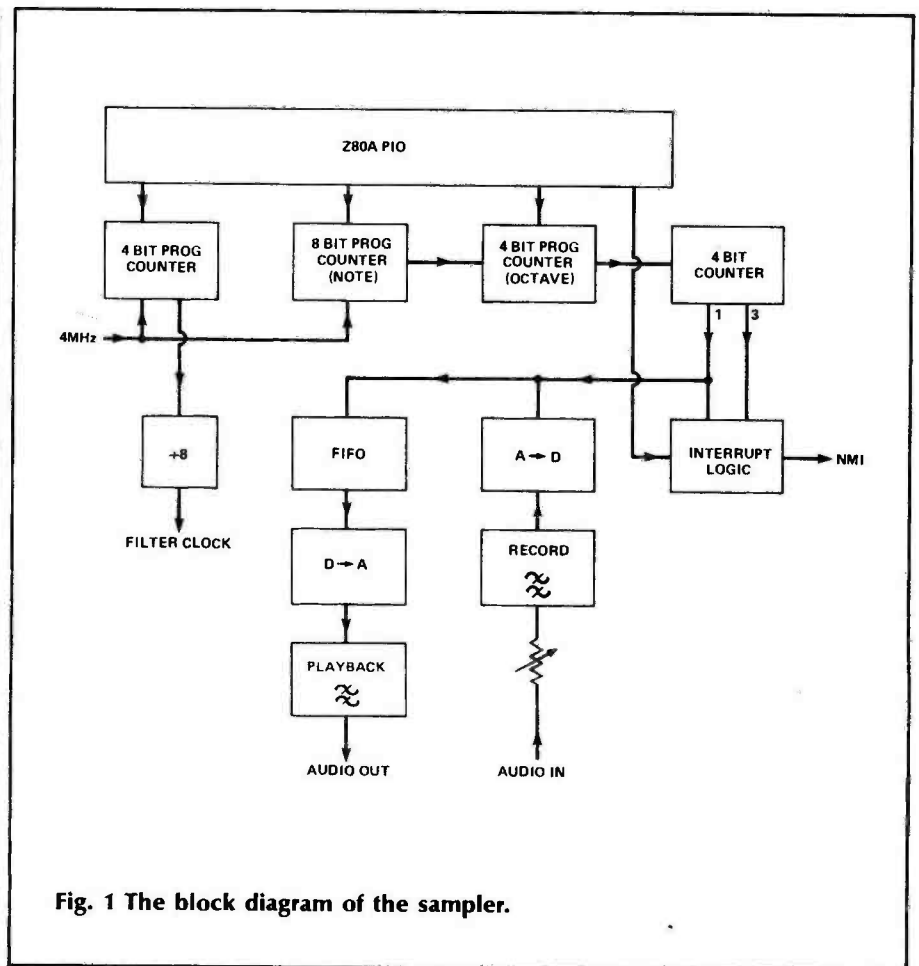 Z80A PIO
4 BIT PROG
COUNTER
8 BIT PROG
COUNTER
(NOTE)
4 BIT PROG
COUNTER
(OCTAVE)
4 BIT
COUNTER
1
3
4MHz
÷8
FIFO
A→D
INTERRUPT
LOGIC
NMI
FILTER CLOCK
D→A
RECORD
PLAYBACK
AUDIO OUT
AUDIO IN
Fig. 1 The block diagram of the sampler.